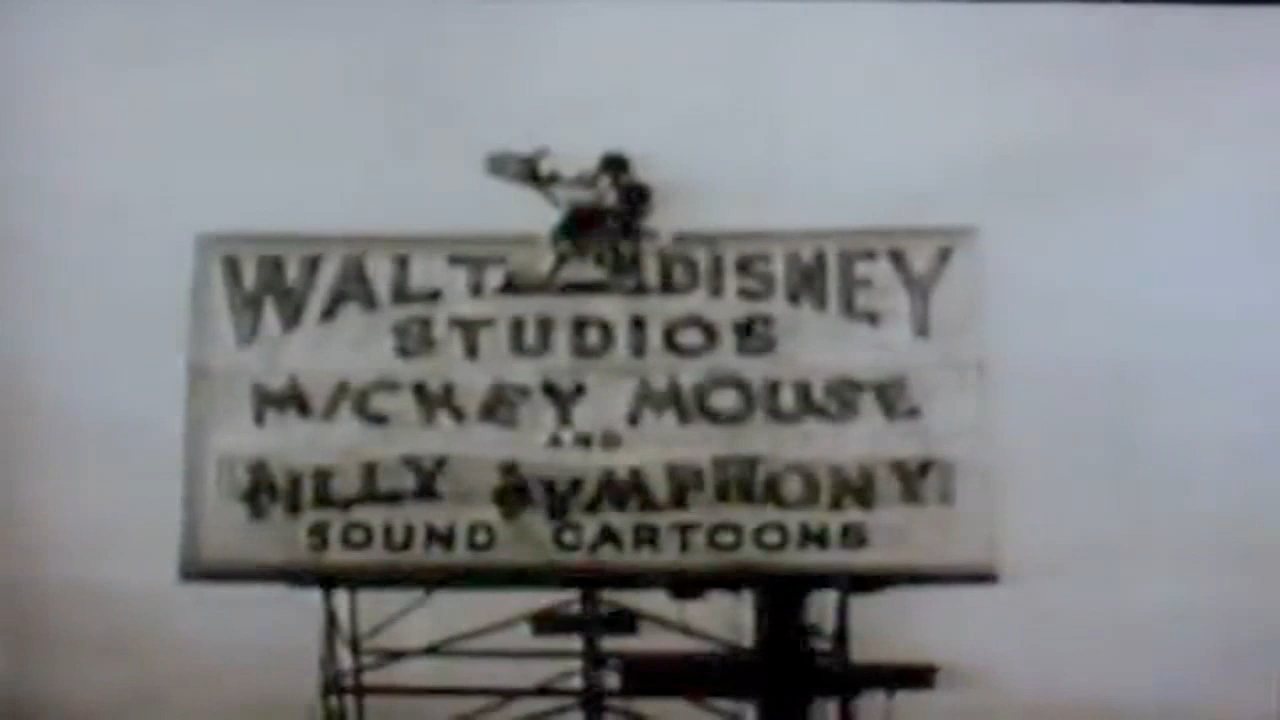 WALT DISNEY
STUDIOS
MICKEY MOUSE
AND
SILLY SYMPHONY
SOUND CARTOONS